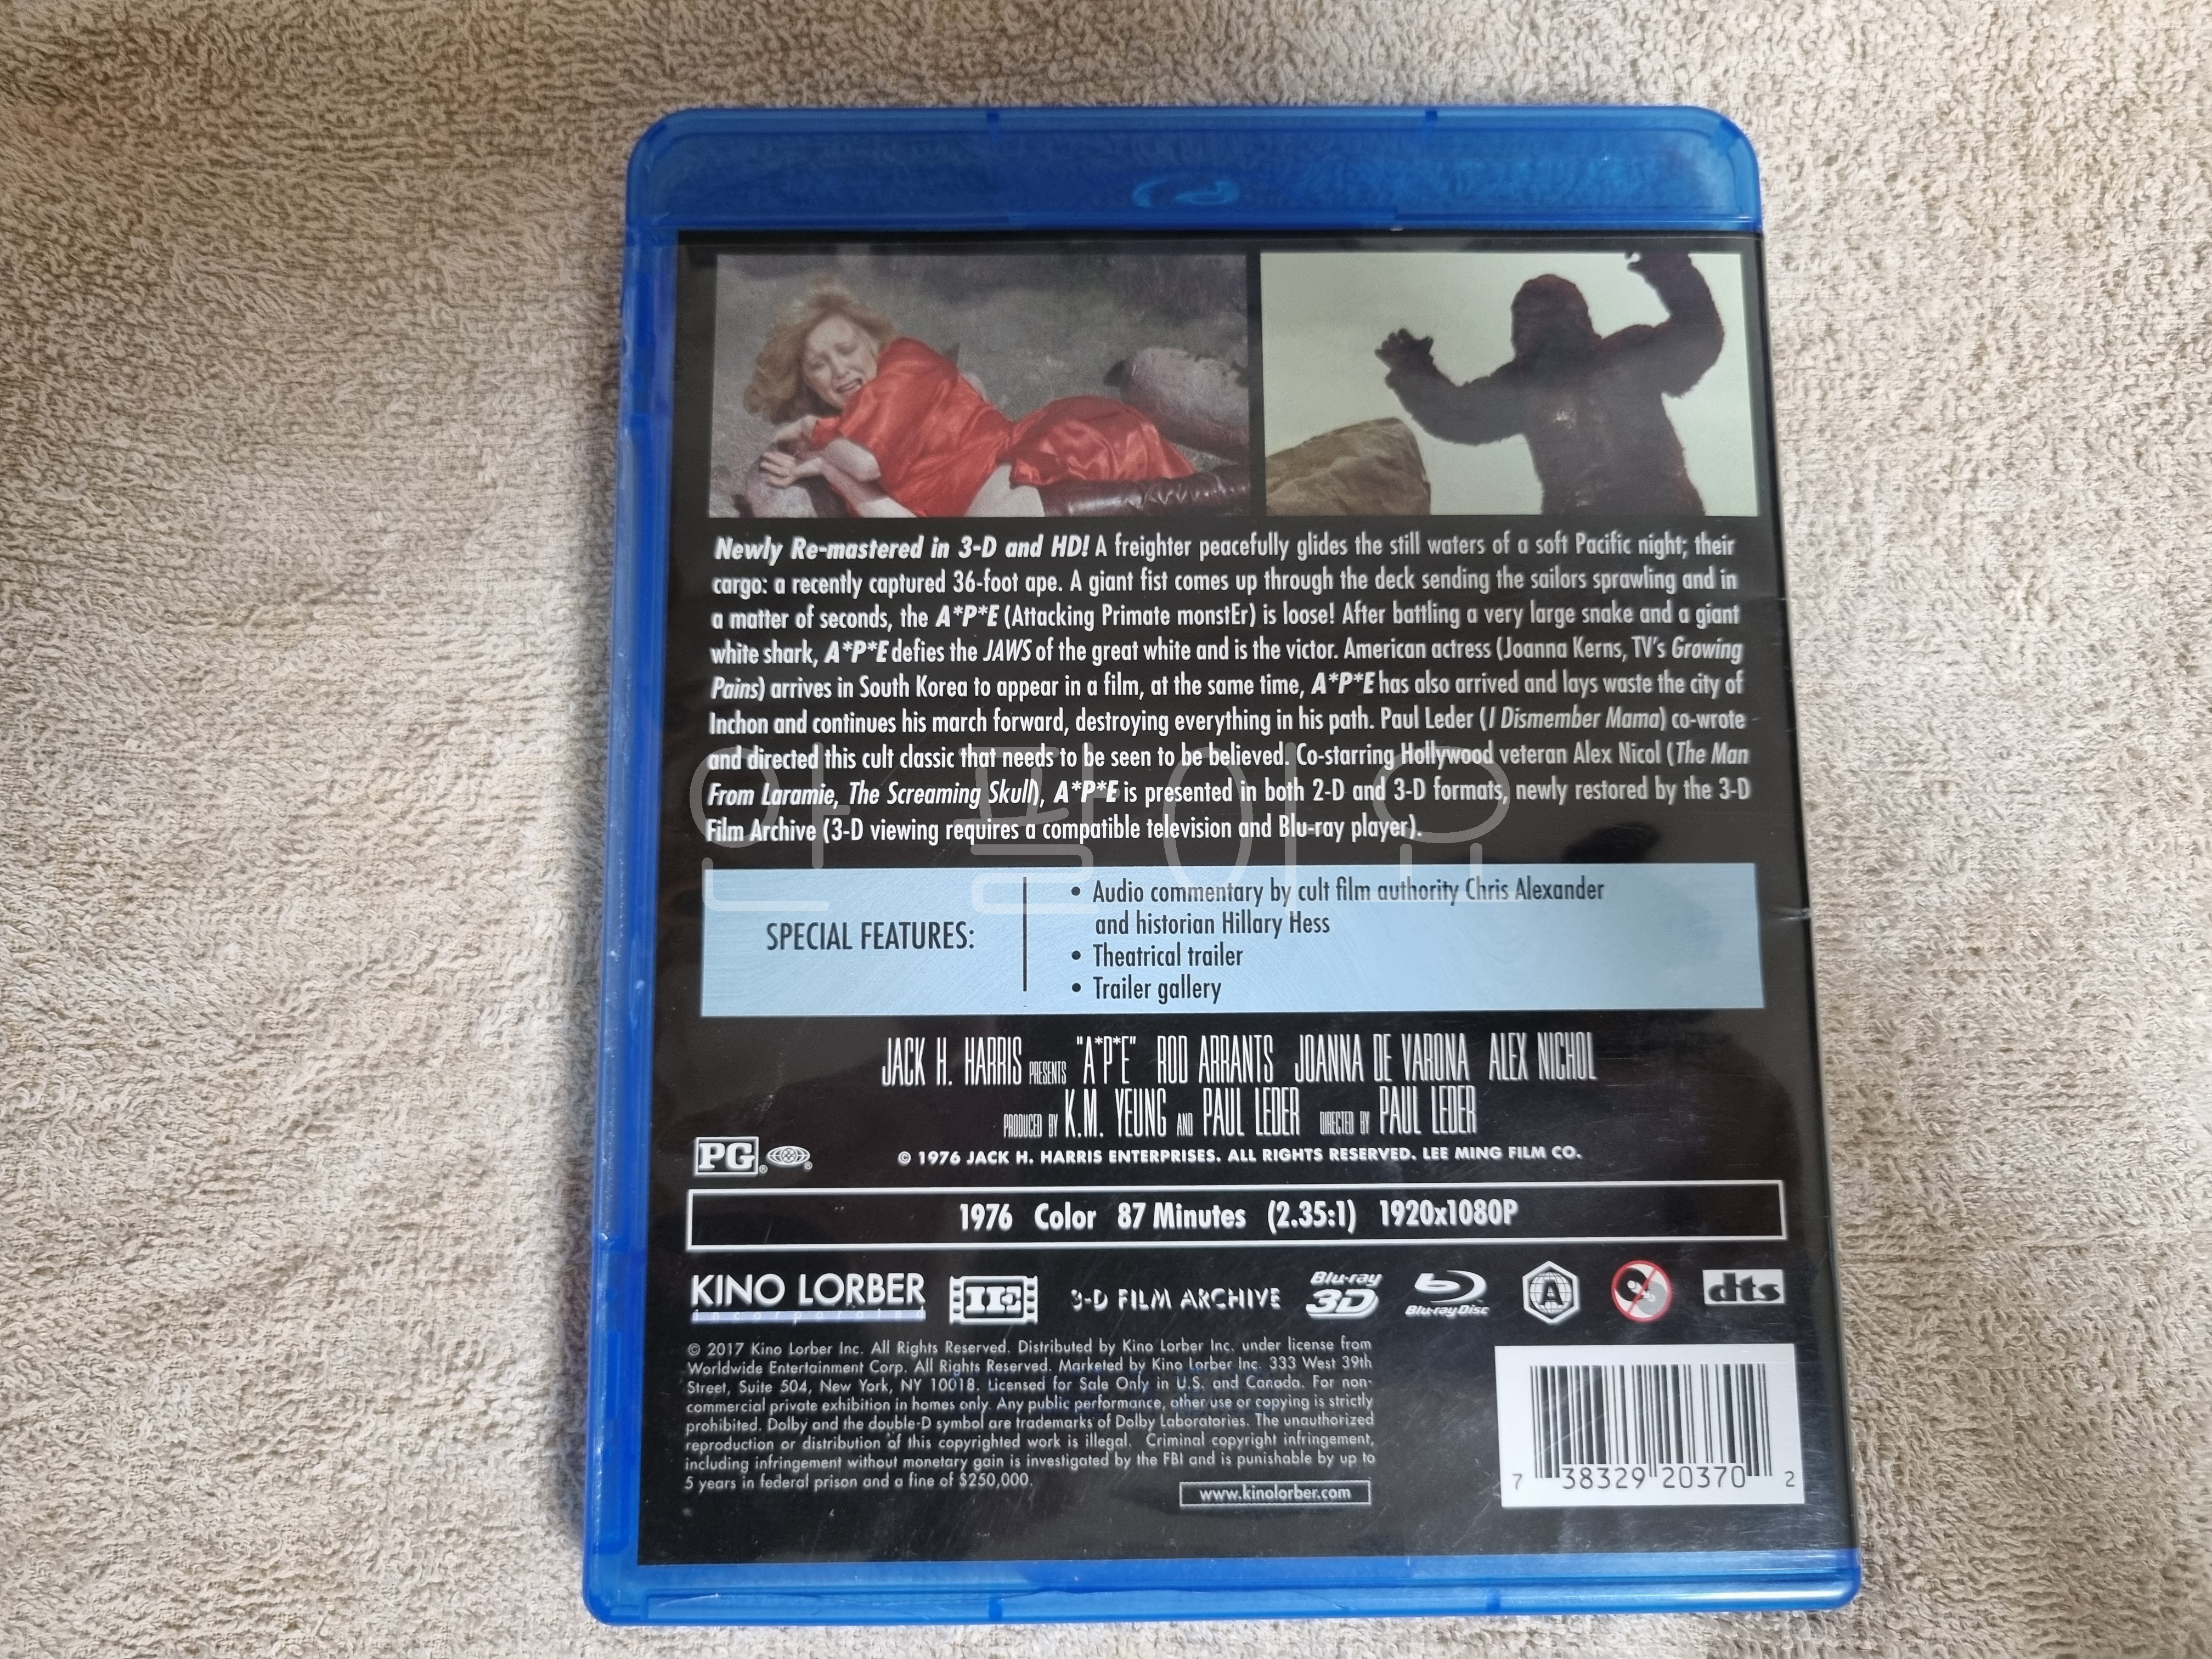 Newly Re-mastered in 3-D and HD! A freighter peacefully glides the still waters of a soft Pacific night; their
cargo: a recently captured 36-foot ape. A giant fist comes up through the deck sending the sailors sprawling and in
a matter of seconds, the A*P*E (Attacking Primate monstEr) is loose! After battling a very large snake and a giant
white shark, A*P*E defies the JAWS of the great white and is the victor. American actress (Joanna Kerns, TV's Growing
Pains) arrives in South Korea to appear in a film, at the same time, A*P*E has also arrived and lays waste the city of
Inchon and continues his march forward, destroying everything in his path. Paul Leder (I Dismember Mama) co-wrote
and directed this cult classic that needs to be seen to be believed. Co-starring Hollywood veteran Alex Nicol (The Man
From Laramie, The Screaming Skull), A*P*E is presented in both 2-D and 3-D formats, newly restored by the 3-D
Film Archive (3-D viewing requires a compatible television and Blu-ray player).
안 팔아요
SPECIAL FEATURES:
• Audio commentary by cult film authority Chris Alexander
and historian Hillary Hess
• Theatrical trailer
• Trailer gallery
JACK H. HARRIS PRESENTS "A*P*E" ROD ARRANTS JOANNA DE VARONA ALEX NICHOL
PRODUCED BY K.M. YEUNG AND PAUL LEDER DIRECTED BY PAUL LEDER
PG ® ®
© 1976 JACK H. HARRIS ENTERPRISES. ALL RIGHTS RESERVED. LEE MING FILM CO.
1976 Color 87 Minutes (2.35:1) 1920x1080P
KINO LORBER
incorporated
3-D FILM ARCHIVE
Blu-ray
3D
Blu-ray Disc
A
dts
© 2017 Kino Lorber Inc. All Rights Reserved. Distributed by Kino Lorber Inc. under license from
Worldwide Entertainment Corp. All Rights Reserved. Marketed by Kino Lorber Inc. 333 West 39th
Street, Suite 504, New York, NY 10018. Licensed for Sale Only in U.S. and Canada. For non-
commercial private exhibition in homes only. Any public performance, other use or copying is strictly
prohibited. Dolby and the double-D symbol are trademarks of Dolby Laboratories. The unauthorized
reproduction or distribution of this copyrighted work is illegal. Criminal copyright infringement,
including infringement without monetary gain is investigated by the FBI and is punishable by up to
5 years in federal prison and a fine of $250,000.
www.kinolorber.com
7 38329 20370 2